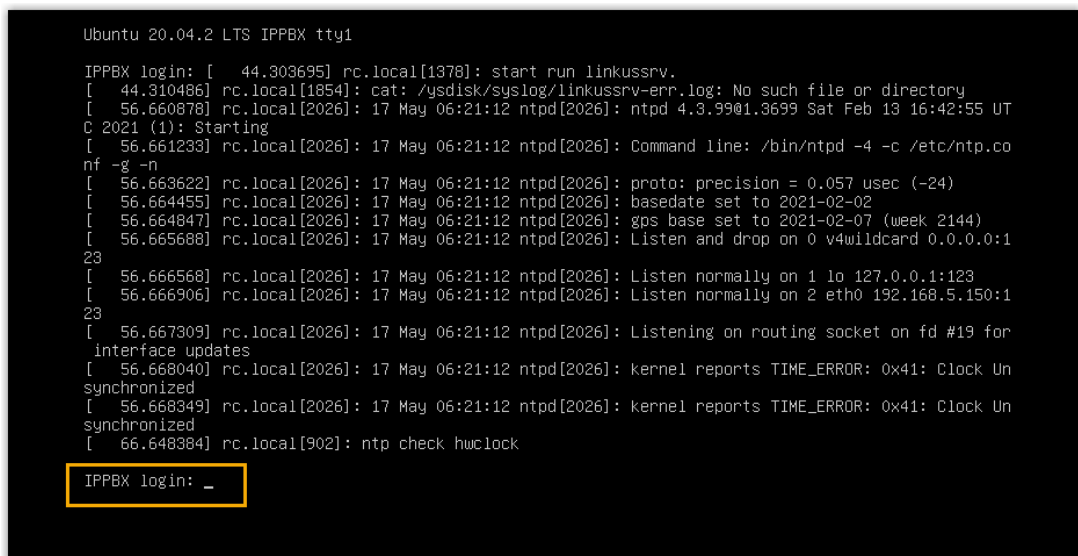 Ubuntu 20.04.2 LTS IPPBX tty1
IPPBX login: [   44.303695] rc.local[1378]: start run linkussrv.
[   44.310486] rc.local[1854]: cat: /ysdisk/syslog/linkussrv-err.log: No such file or directory
[   56.660878] rc.local[2026]: 17 May 06:21:12 ntpd[2026]: ntpd 4.3.99@1.3699 Sat Feb 13 16:42:55 UT
C 2021 (1): Starting
[   56.661233] rc.local[2026]: 17 May 06:21:12 ntpd[2026]: Command line: /bin/ntpd -4 -c /etc/ntp.co
nf -g -n
[   56.663622] rc.local[2026]: 17 May 06:21:12 ntpd[2026]: proto: precision = 0.057 usec (-24)
[   56.664455] rc.local[2026]: 17 May 06:21:12 ntpd[2026]: basedate set to 2021-02-02
[   56.664847] rc.local[2026]: 17 May 06:21:12 ntpd[2026]: gps base set to 2021-02-07 (week 2144)
[   56.665688] rc.local[2026]: 17 May 06:21:12 ntpd[2026]: Listen and drop on 0 v4wildcard 0.0.0.0:1
23
[   56.666568] rc.local[2026]: 17 May 06:21:12 ntpd[2026]: Listen normally on 1 lo 127.0.0.1:123
[   56.666906] rc.local[2026]: 17 May 06:21:12 ntpd[2026]: Listen normally on 2 eth0 192.168.5.150:1
23
[   56.667309] rc.local[2026]: 17 May 06:21:12 ntpd[2026]: Listening on routing socket on fd #19 for
 interface updates
[   56.668040] rc.local[2026]: 17 May 06:21:12 ntpd[2026]: kernel reports TIME_ERROR: 0x41: Clock Un
synchronized
[   56.668349] rc.local[2026]: 17 May 06:21:12 ntpd[2026]: kernel reports TIME_ERROR: 0x41: Clock Un
synchronized
[   66.648384] rc.local[902]: ntp check hwclock
IPPBX login: _